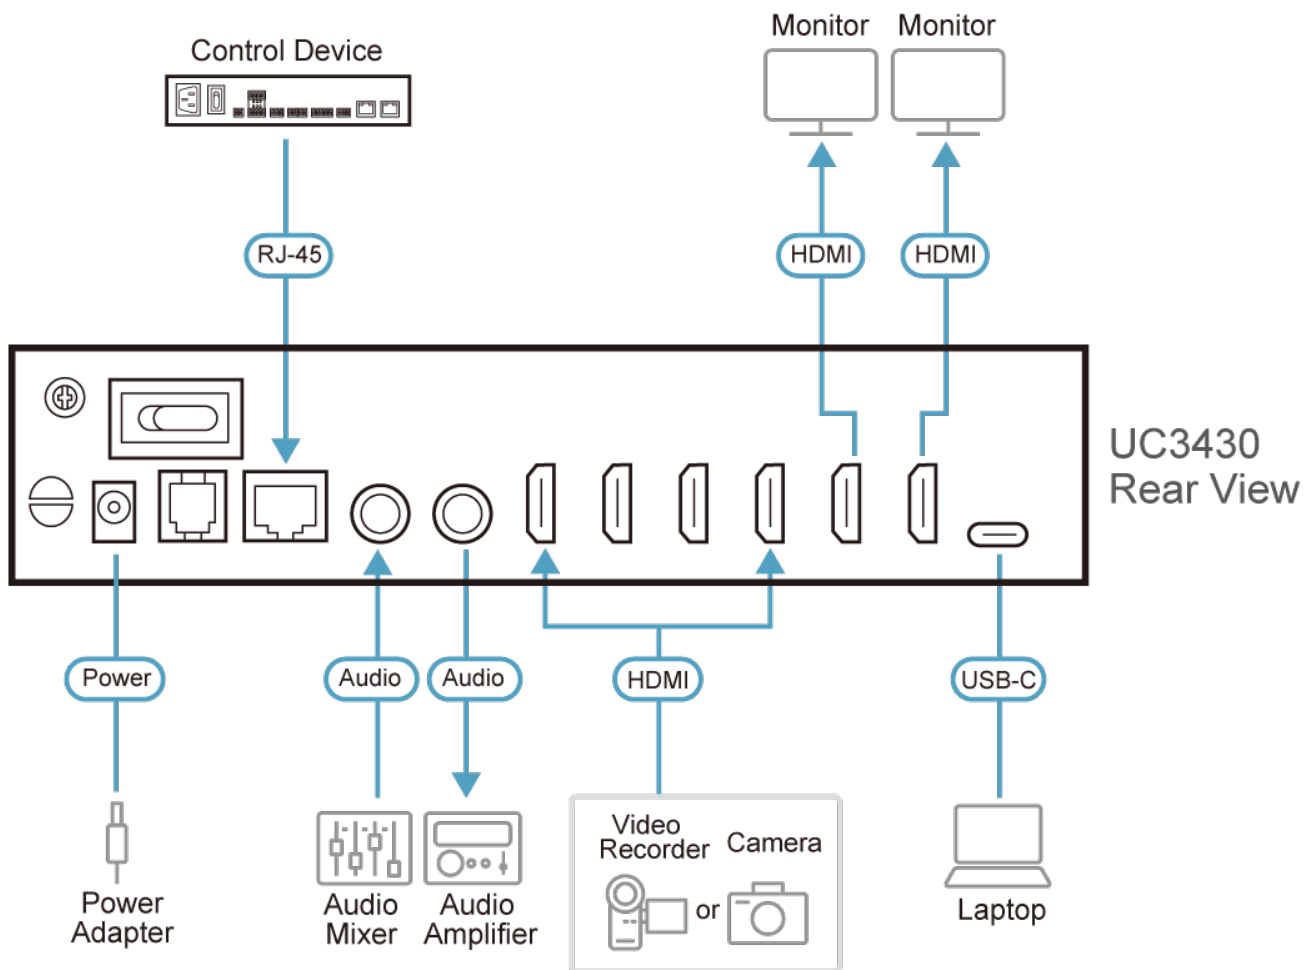 Monitor Monitor
Control Device
RJ-45
HDMI
HDMI
UC3430
Rear View
Power
Audio
Audio
HDMI
USB-C
Power
Adapter
Audio
Mixer
Audio
Amplifier
Video
Recorder
or
Camera
Laptop